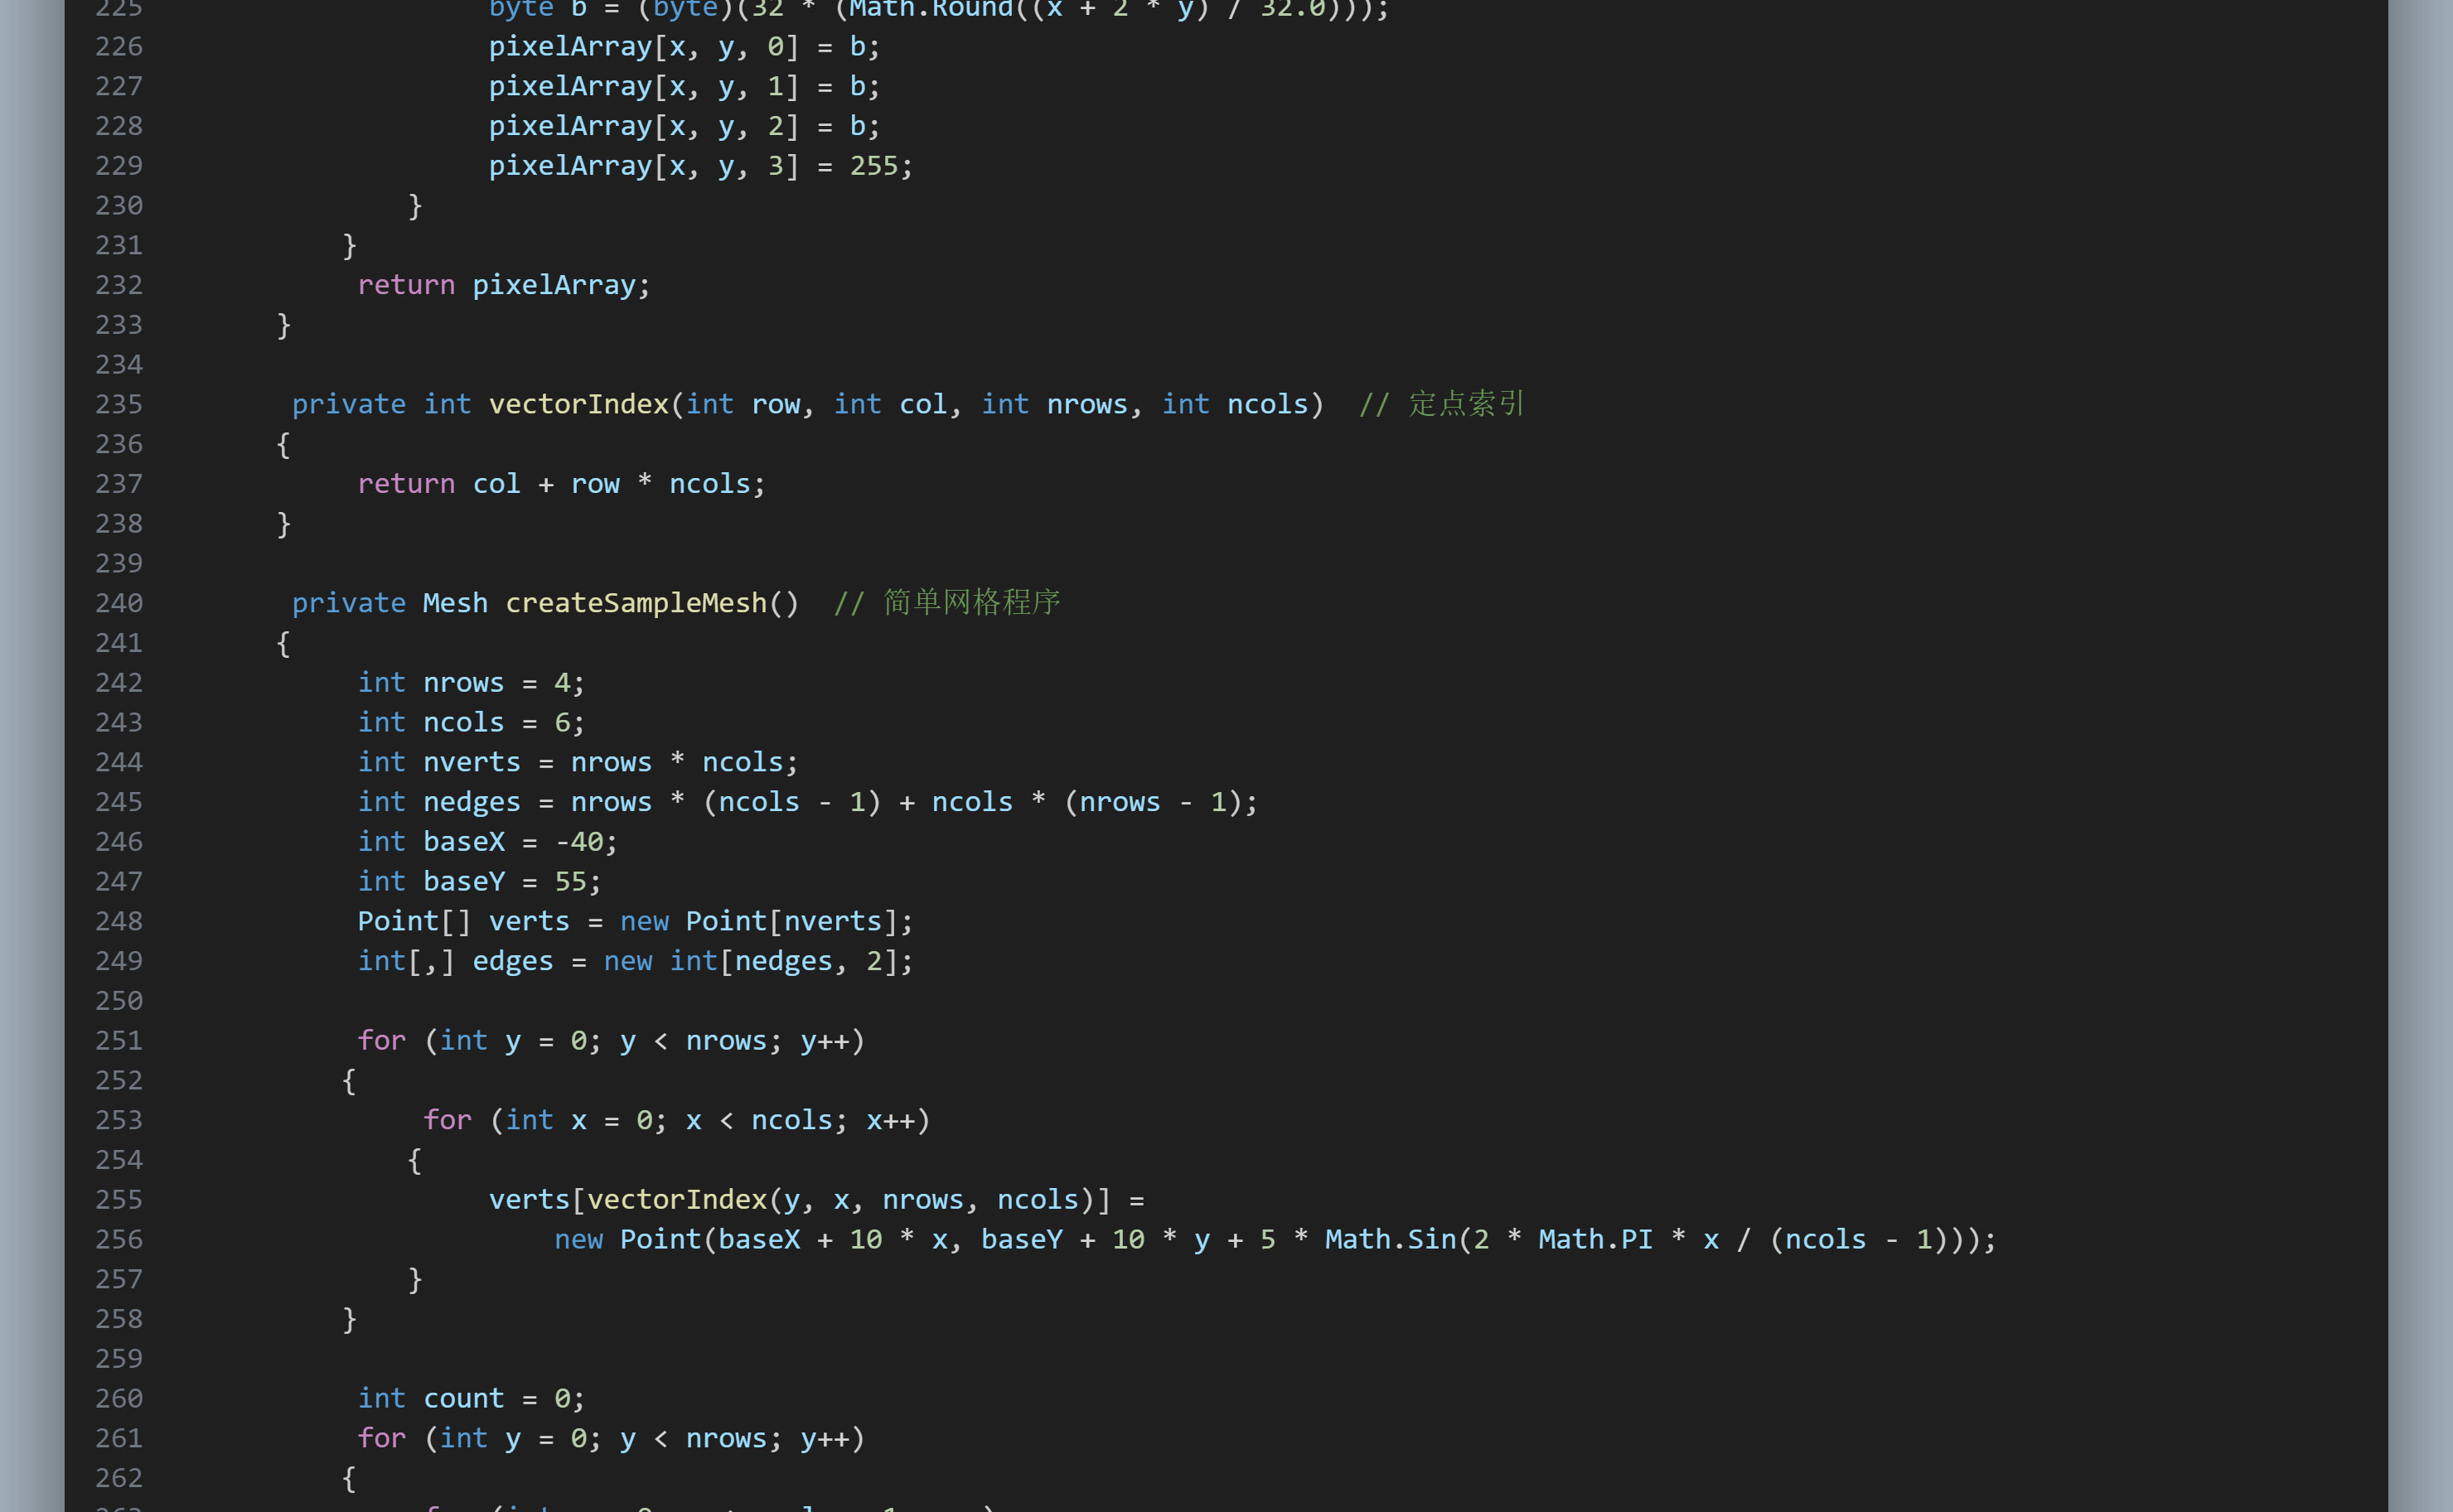 225 byte b = (byte)(32 * (Math.Round((x + 2 * y) / 32.0)));
226 pixelArray[x, y, 0] = b;
227 pixelArray[x, y, 1] = b;
228 pixelArray[x, y, 2] = b;
229 pixelArray[x, y, 3] = 255;
230 }
231 }
232 return pixelArray;
233 }
234
235 private int vectorIndex(int row, int col, int nrows, int ncols)  // 定点索引
236 {
237 return col + row * ncols;
238 }
239
240 private Mesh createSampleMesh()  // 简单网格程序
241 {
242 int nrows = 4;
243 int ncols = 6;
244 int nverts = nrows * ncols;
245 int nedges = nrows * (ncols - 1) + ncols * (nrows - 1);
246 int baseX = -40;
247 int baseY = 55;
248 Point[] verts = new Point[nverts];
249 int[,] edges = new int[nedges, 2];
250
251 for (int y = 0; y < nrows; y++)
252 {
253 for (int x = 0; x < ncols; x++)
254 {
255 verts[vectorIndex(y, x, nrows, ncols)] =
256 new Point(baseX + 10 * x, baseY + 10 * y + 5 * Math.Sin(2 * Math.PI * x / (ncols - 1)));
257 }
258 }
259
260 int count = 0;
261 for (int y = 0; y < nrows; y++)
262 {